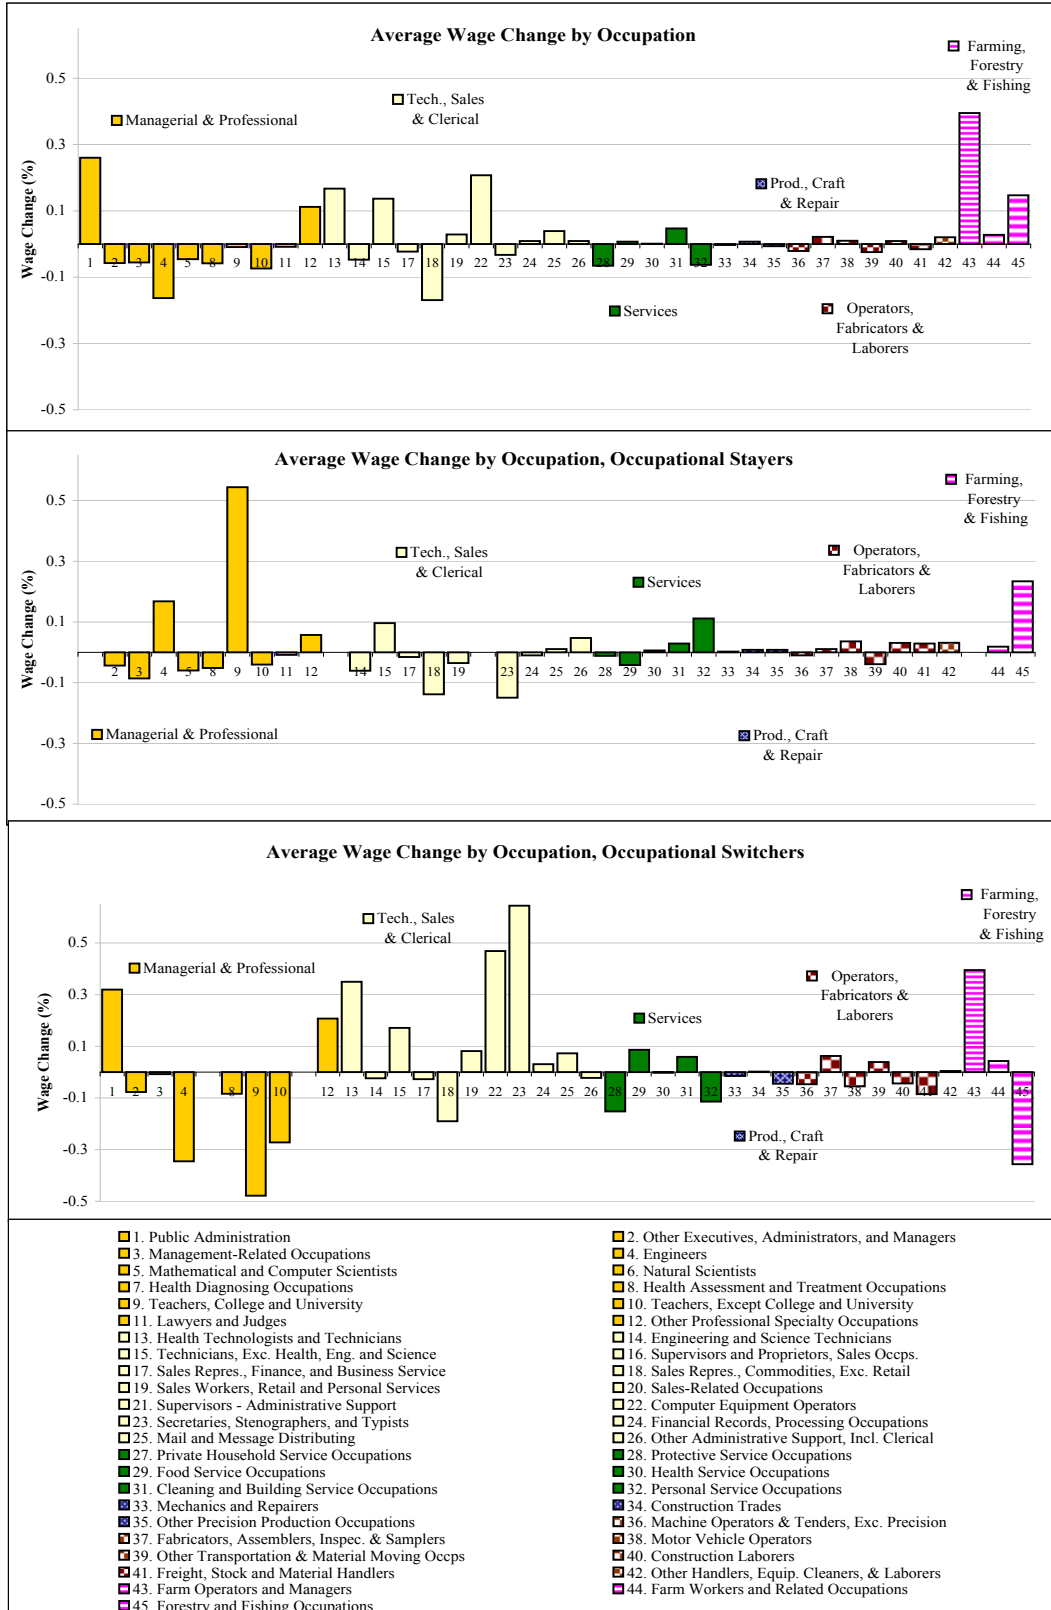 Average Wage Change by Occupation
Farming,
Forestry
& Fishing
Tech., Sales
& Clerical
Managerial & Professional
Prod., Craft
& Repair
Services
Operators,
Fabricators &
Laborers
Wage Change (%)
0.5
0.3
0.1
-0.1
-0.3
-0.5
1 2 3 4 5 8 9 10 11 12 13 14 15 17 18 19 22 23 24 25 26 28 29 30 31 32 33 34 35 36 37 38 39 40 41 42 43 44 45
Average Wage Change by Occupation, Occupational Stayers
Farming,
Forestry
& Fishing
Tech., Sales
& Clerical
Operators,
Fabricators &
Laborers
Services
Managerial & Professional
Prod., Craft
& Repair
Wage Change (%)
0.5
0.3
0.1
-0.1
-0.3
-0.5
2 3 4 5 8 9 10 11 12 14 15 17 18 19 23 24 25 26 28 29 30 31 32 33 34 35 36 37 38 39 40 41 42 44 45
Average Wage Change by Occupation, Occupational Switchers
Farming,
Forestry
& Fishing
Tech., Sales
& Clerical
Managerial & Professional
Operators,
Fabricators &
Laborers
Services
Prod., Craft
& Repair
Wage Change (%)
0.5
0.3
0.1
-0.1
-0.3
-0.5
1 2 3 4 8 9 10 12 13 14 15 17 18 19 22 23 24 25 26 28 29 30 31 32 33 34 35 36 37 38 39 40 41 42 43 44 45
1. Public Administration
2. Other Executives, Administrators, and Managers
3. Management-Related Occupations
4. Engineers
5. Mathematical and Computer Scientists
6. Natural Scientists
7. Health Diagnosing Occupations
8. Health Assessment and Treatment Occupations
9. Teachers, College and University
10. Teachers, Except College and University
11. Lawyers and Judges
12. Other Professional Specialty Occupations
13. Health Technologists and Technicians
14. Engineering and Science Technicians
15. Technicians, Exc. Health, Eng. and Science
16. Supervisors and Proprietors, Sales Occps.
17. Sales Repres., Finance, and Business Service
18. Sales Repres., Commodities, Exc. Retail
19. Sales Workers, Retail and Personal Services
20. Sales-Related Occupations
21. Supervisors - Administrative Support
22. Computer Equipment Operators
23. Secretaries, Stenographers, and Typists
24. Financial Records, Processing Occupations
25. Mail and Message Distributing
26. Other Administrative Support, Incl. Clerical
27. Private Household Service Occupations
28. Protective Service Occupations
29. Food Service Occupations
30. Health Service Occupations
31. Cleaning and Building Service Occupations
32. Personal Service Occupations
33. Mechanics and Repairers
34. Construction Trades
35. Other Precision Production Occupations
36. Machine Operators & Tenders, Exc. Precision
37. Fabricators, Assemblers, Inspec. & Samplers
38. Motor Vehicle Operators
39. Other Transportation & Material Moving Occps
40. Construction Laborers
41. Freight, Stock and Material Handlers
42. Other Handlers, Equip. Cleaners, & Laborers
43. Farm Operators and Managers
44. Farm Workers and Related Occupations
45. Forestry and Fishing Occupations